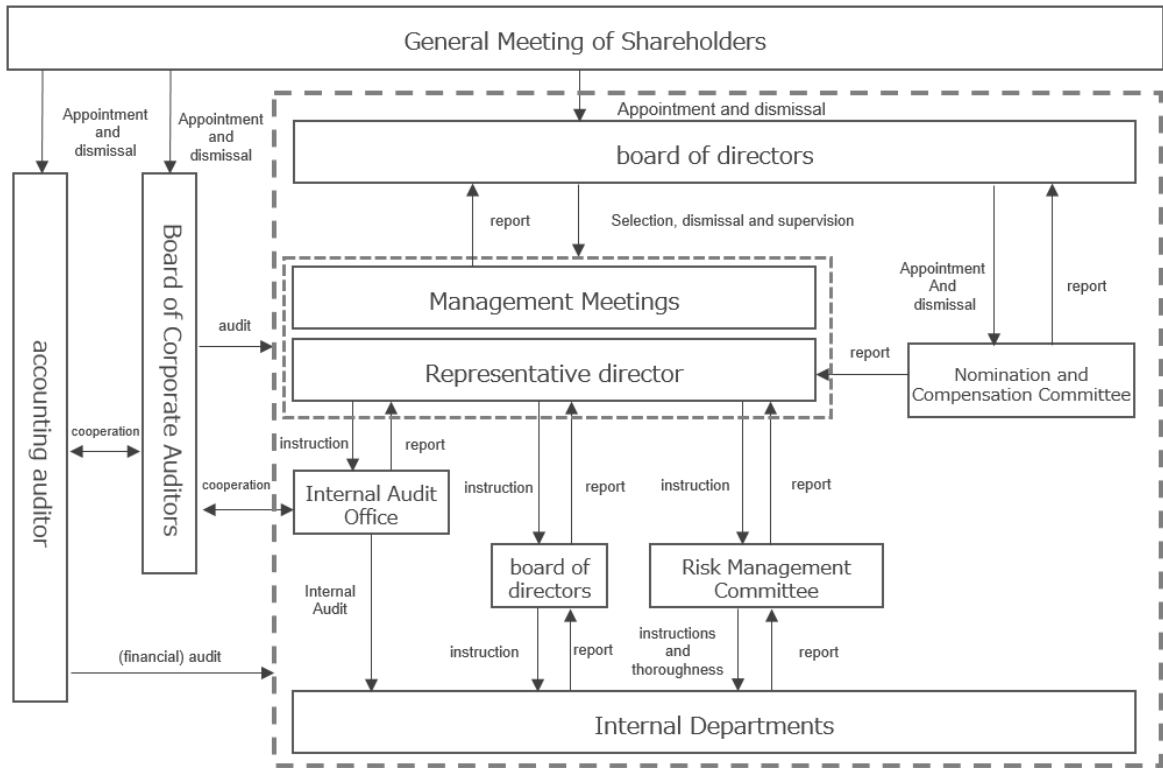 General Meeting of Shareholders
Appointment
and
dismissal
Appointment
and
dismissal
Appointment and dismissal
board of directors
report
Selection, dismissal and supervision
Appointment
And
dismissal
report
Management Meetings
audit
Representative director
report
Nomination and
Compensation Committee
accounting auditor
Board of Corporate Auditors
cooperation
instruction
report
cooperation
Internal Audit
Office
instruction
report
instruction
report
board of
directors
Risk Management
Committee
Internal
Audit
instruction
report
instructions
and
thoroughness
report
(financial) audit
Internal Departments